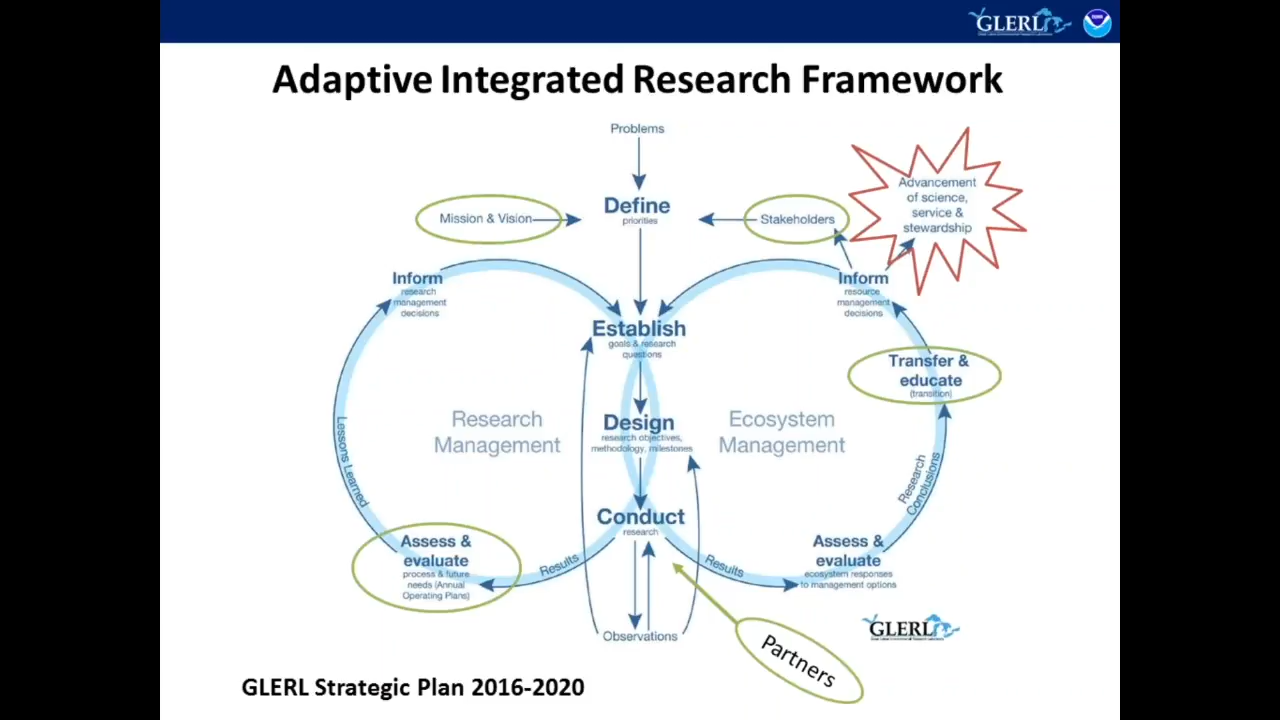 GLERL
Adaptive Integrated Research Framework
Problems
Define
priorities
Mission & Vision
Stakeholders
Advancement
of science,
service &
stewardship
Inform
research
management
decisions
Inform
resource
management
decisions
Establish
goals & research
questions
Transfer &
educate
(transition)
Research
Management
Design
research objectives,
methodology, milestones
Ecosystem
Management
Lessons Learned
Research
Conclusions
Conduct
research
Assess &
evaluate
process & future
needs (Annual
Operating Plans)
Results
Results
Assess &
evaluate
ecosystem responses
to management options
Observations
Partners
GLERL
GLERL Strategic Plan 2016-2020